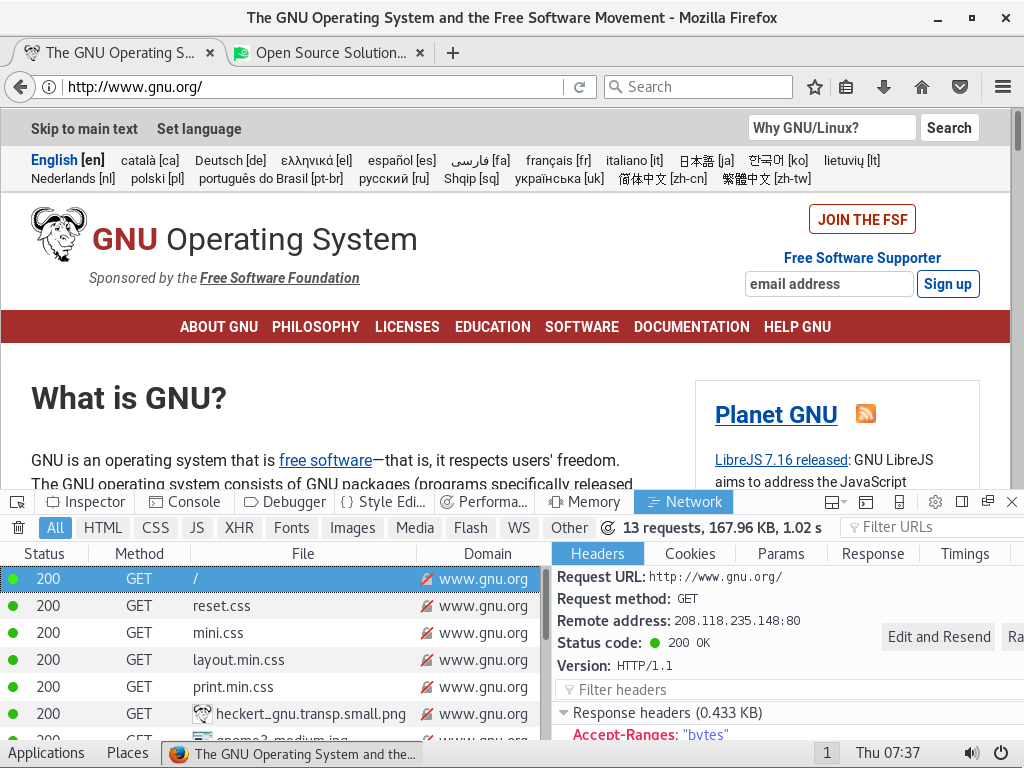 The GNU Operating System and the Free Software Movement - Mozilla Firefox
The GNU Operating S... Open Source Solution...
http://www.gnu.org/ Search
Skip to main text Set language Why GNU/Linux? Search
English [en] català [ca] Deutsch [de] ελληνικά [el] español [es] فارسی [fa] français [fr] italiano [it] 日本語 [ja] 한국어 [ko] lietuvių [lt]
Nederlands [nl] polski [pl] português do Brasil [pt-br] русский [ru] Shqip [sq] українська [uk] 简体中文 [zh-cn] 繁體中文 [zh-tw]
JOIN THE FSF
GNU Operating System
Free Software Supporter
Sponsored by the Free Software Foundation
email address Sign up
ABOUT GNU PHILOSOPHY LICENSES EDUCATION SOFTWARE DOCUMENTATION HELP GNU
What is GNU?
Planet GNU
GNU is an operating system that is free software—that is, it respects users' freedom.
The GNU operating system consists of GNU packages (programs specifically released
LibreJS 7.16 released: GNU LibreJS
aims to address the JavaScript
Inspector Console Debugger Style Edi... Performa... Memory Network
All HTML CSS JS XHR Fonts Images Media Flash WS Other 13 requests, 167.96 KB, 1.02 s Filter URLs
Status Method File Domain
200 GET / www.gnu.org
200 GET reset.css www.gnu.org
200 GET mini.css www.gnu.org
200 GET layout.min.css www.gnu.org
200 GET print.min.css www.gnu.org
200 GET heckert_gnu.transp.small.png www.gnu.org
200 GET gnome3-medium.jpg www.gnu.org
Headers Cookies Params Response Timings
Request URL: http://www.gnu.org/
Request method: GET
Remote address: 208.118.235.148:80
Status code: 200 OK
Edit and Resend Ra
Version: HTTP/1.1
Filter headers
Response headers (0.433 KB)
Accept-Ranges: "bytes"
Applications Places The GNU Operating System and the... 1 Thu 07:37